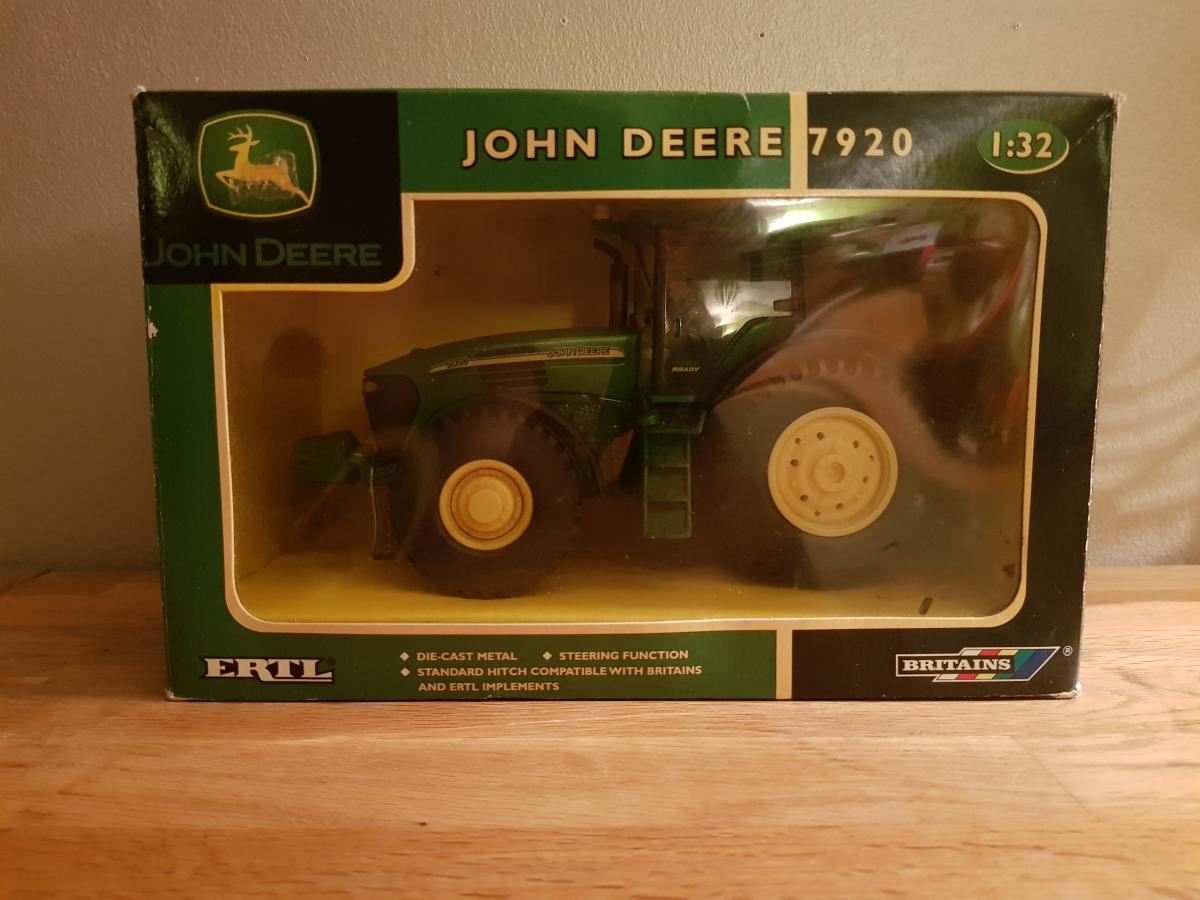 JOHN DEERE 7920 1:32
JOHN DEERE
7920 JOHN DEERE
READY
ERTL®
◆ DIE-CAST METAL ◆ STEERING FUNCTION
◆ STANDARD HITCH COMPATIBLE WITH BRITAINS
AND ERTL IMPLEMENTS
BRITAINS®